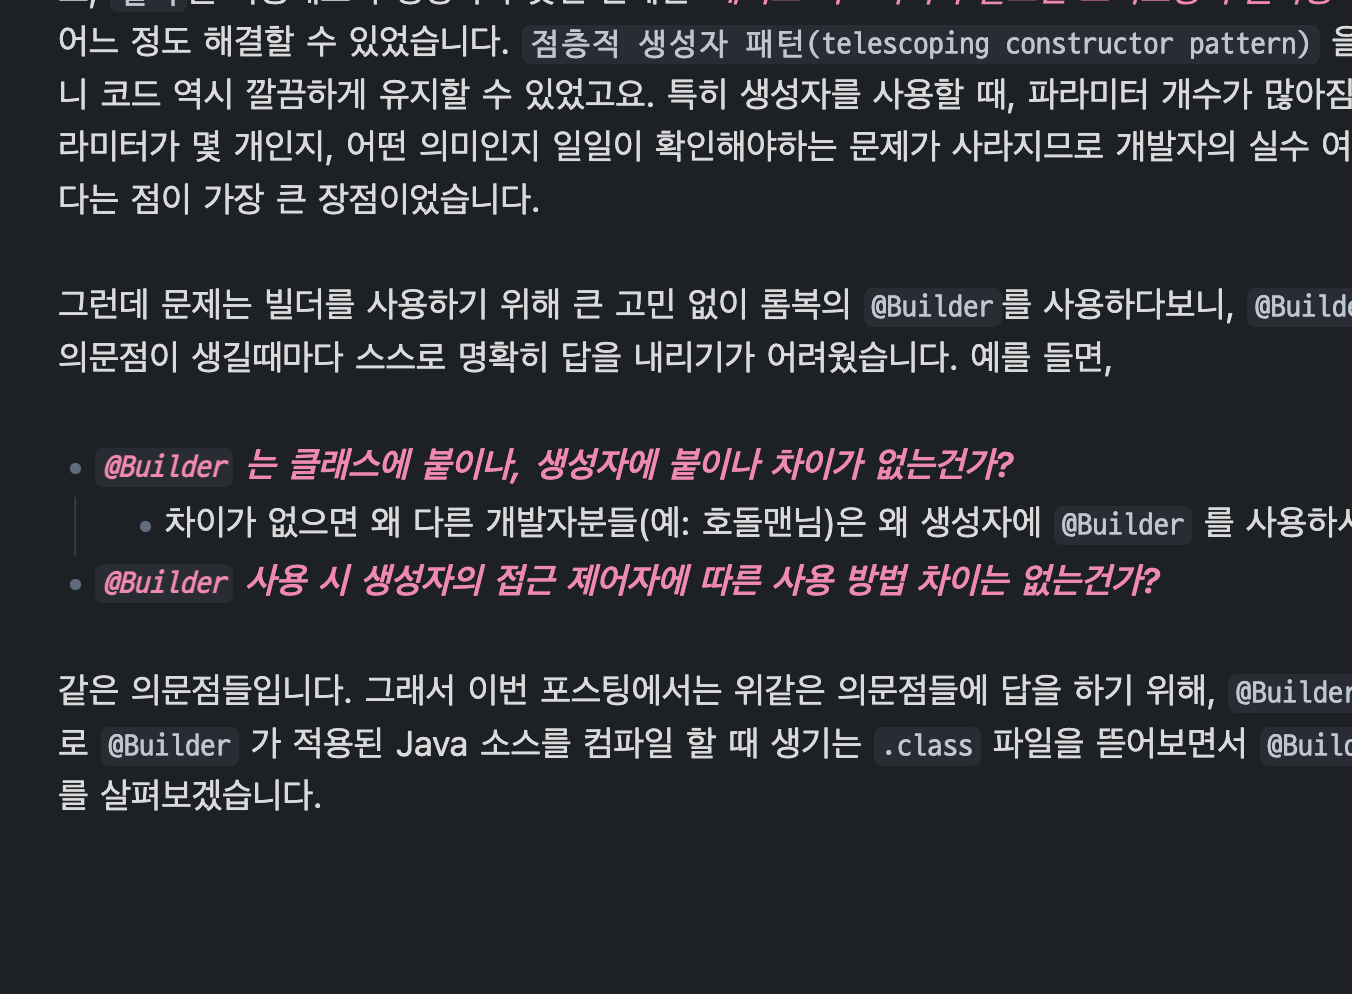 어느 정도 해결할 수 있었습니다. 점층적 생성자 패턴(telescoping constructor pattern) 을
니 코드 역시 깔끔하게 유지할 수 있었고요. 특히 생성자를 사용할 때, 파라미터 개수가 많아짐
라미터가 몇 개인지, 어떤 의미인지 일일이 확인해야하는 문제가 사라지므로 개발자의 실수 여
다는 점이 가장 큰 장점이었습니다.
그런데 문제는 빌더를 사용하기 위해 큰 고민 없이 롬복의 @Builder를 사용하다보니, @Builde
의문점이 생길때마다 스스로 명확히 답을 내리기가 어려웠습니다. 예를 들면,
@Builder 는 클래스에 붙이나, 생성자에 붙이나 차이가 없는건가?
차이가 없으면 왜 다른 개발자분들(예: 호돌맨님)은 왜 생성자에 @Builder 를 사용하시
@Builder 사용 시 생성자의 접근 제어자에 따른 사용 방법 차이는 없는건가?
같은 의문점들입니다. 그래서 이번 포스팅에서는 위같은 의문점들에 답을 하기 위해, @Builder
로 @Builder 가 적용된 Java 소스를 컴파일 할 때 생기는 .class 파일을 뜯어보면서 @Build
를 살펴보겠습니다.